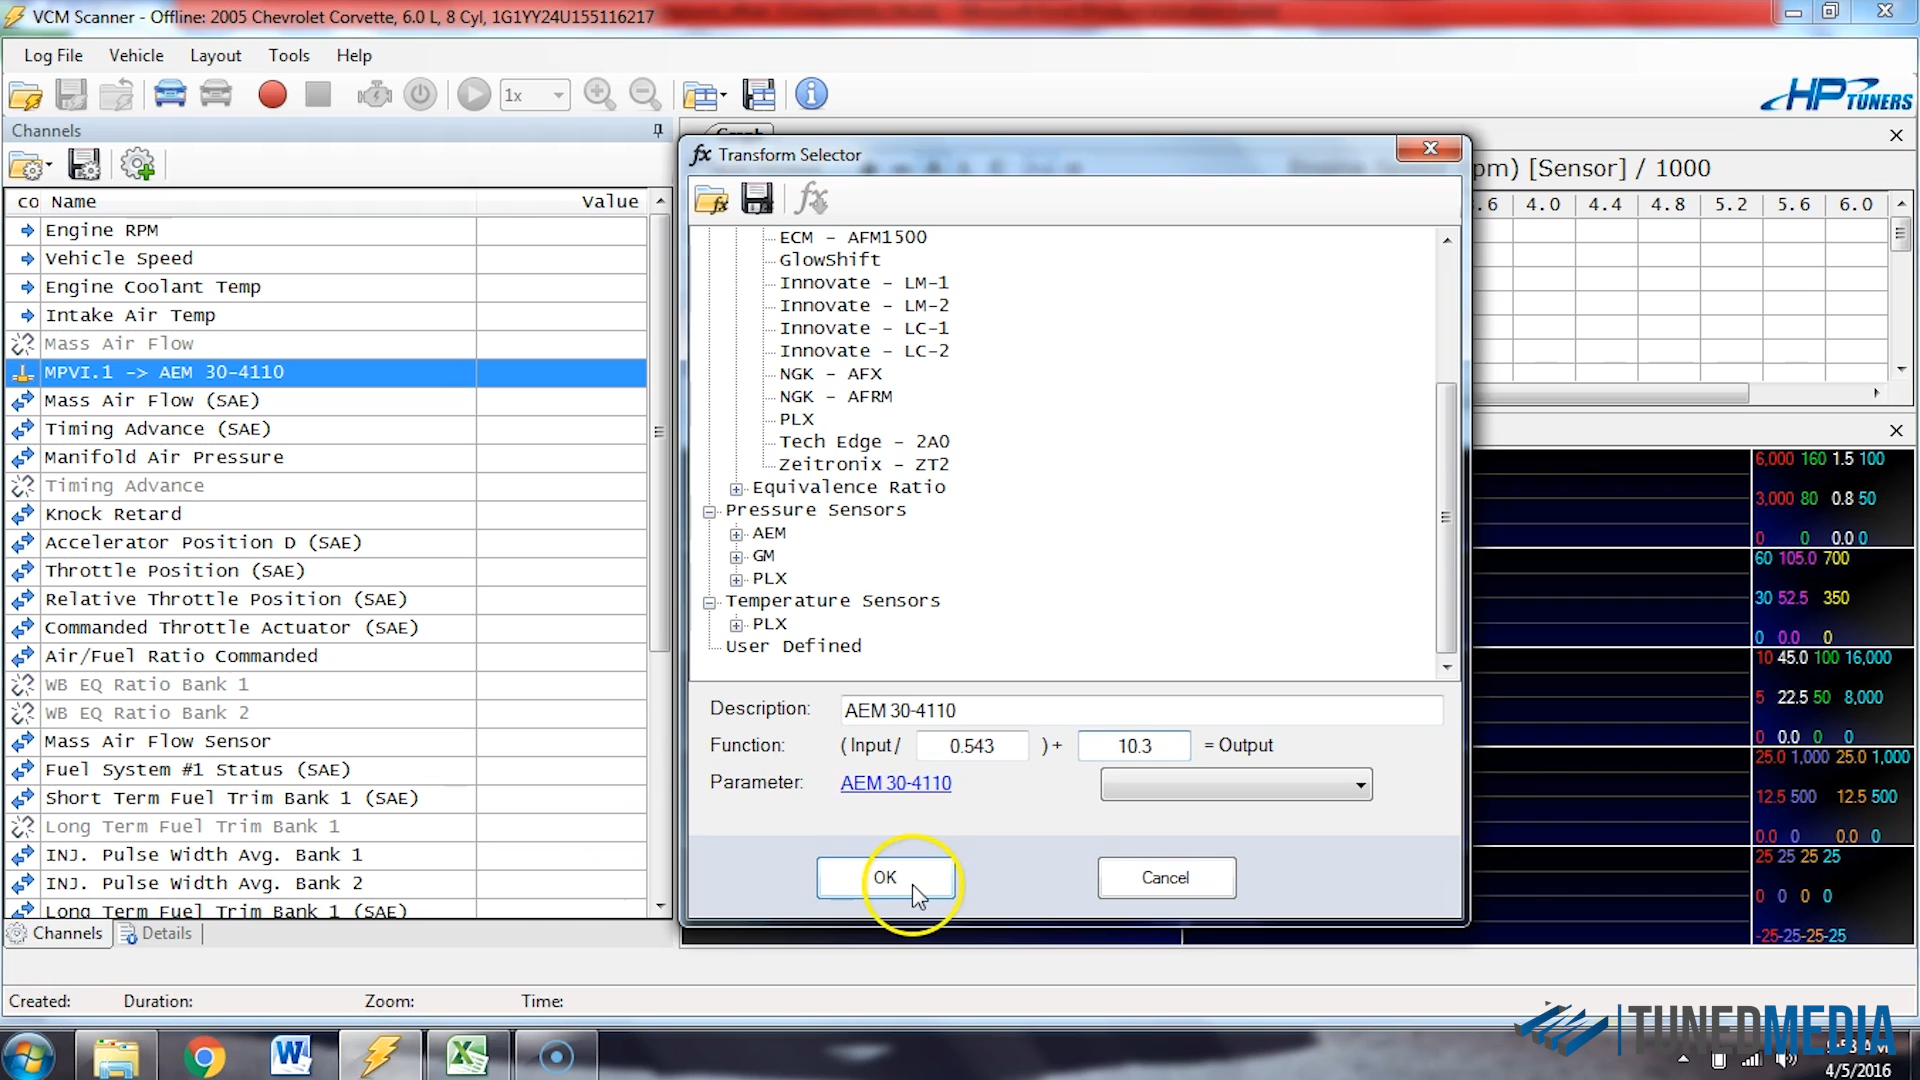 VCM Scanner - Offline: 2005 Chevrolet Corvette, 6.0 L, 8 Cyl, 1G1YY24U155116217
Log File Vehicle Layout Tools Help
1x
HP TUNERS
Channels
co Name Value
Engine RPM
Vehicle Speed
Engine Coolant Temp
Intake Air Temp
Mass Air Flow
MPVI.1 -> AEM 30-4110
Mass Air Flow (SAE)
Timing Advance (SAE)
Manifold Air Pressure
Timing Advance
Knock Retard
Accelerator Position D (SAE)
Throttle Position (SAE)
Relative Throttle Position (SAE)
Commanded Throttle Actuator (SAE)
Air/Fuel Ratio Commanded
WB EQ Ratio Bank 1
WB EQ Ratio Bank 2
Mass Air Flow Sensor
Fuel System #1 Status (SAE)
Short Term Fuel Trim Bank 1 (SAE)
Long Term Fuel Trim Bank 1
INJ. Pulse Width Avg. Bank 1
INJ. Pulse Width Avg. Bank 2
Long Term Fuel Trim Bank 1 (SAE)
Channels Details
Graph
fx Transform Selector
ECM - AFM1500
GlowShift
Innovate - LM-1
Innovate - LM-2
Innovate - LC-1
Innovate - LC-2
NGK - AFX
NGK - AFRM
PLX
Tech Edge - 2A0
Zeitronix - ZT2
Equivalence Ratio
Pressure Sensors
AEM
GM
PLX
Temperature Sensors
PLX
User Defined
Description: AEM 30-4110
Function: ( Input / 0.543 ) + 10.3 = Output
Parameter: AEM 30-4110
OK Cancel
pm) [Sensor] / 1000
.6 4.0 4.4 4.8 5.2 5.6 6.0
6,000 160 1.5 100
3,000 80 0.8 50
0 0 0.0 0
60 105.0 700
30 52.5 350
0 0.0 0
10 45.0 100 16,000
5 22.5 50 8,000
0 0.0 0 0
25.0 1,000 25.0 1,000
12.5 500 12.5 500
0.0 0 0.0 0
25 25 25 25
0 0 0 0
-25-25-25-25
Created: Duration: Zoom: Time:
TUNEDMEDIA
9:53 AM
4/5/2016